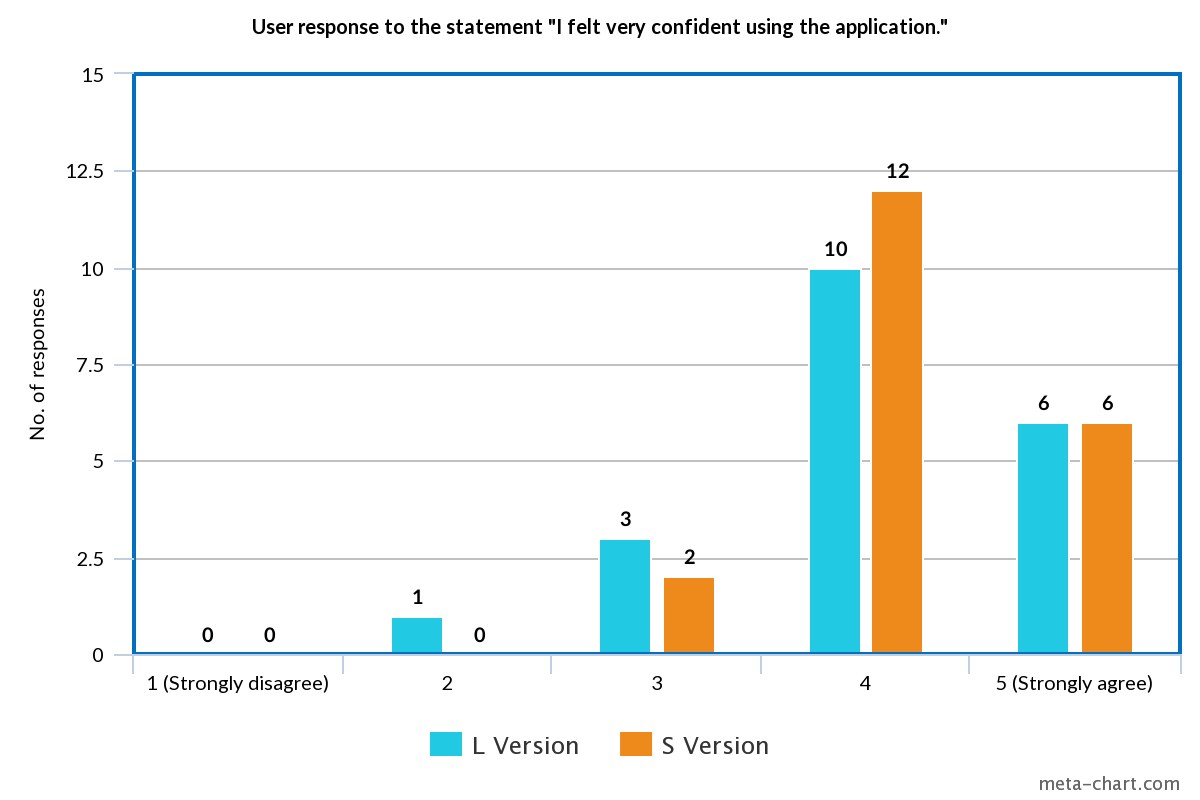 User response to the statement "I felt very confident using the application."
15
12.5
10
7.5
5
2.5
0
No. of responses
0 0 1 0 3 2 10 12 6 6
1 (Strongly disagree) 2 3 4 5 (Strongly agree)
L Version S Version
meta-chart.com